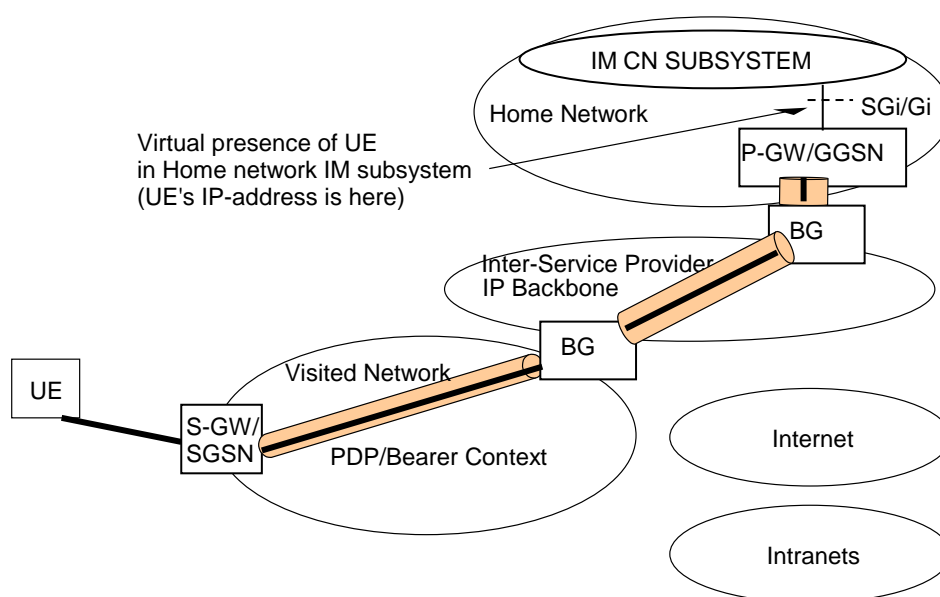 IM CN SUBSYSTEM
Home Network
SGi/Gi
Virtual presence of UE
in Home network IM subsystem
(UE's IP-address is here)
P-GW/GGSN
BG
Inter-Service Provider
IP Backbone
BG
Visited Network
UE
S-GW/
SGSN
PDP/Bearer Context
Internet
Intranets